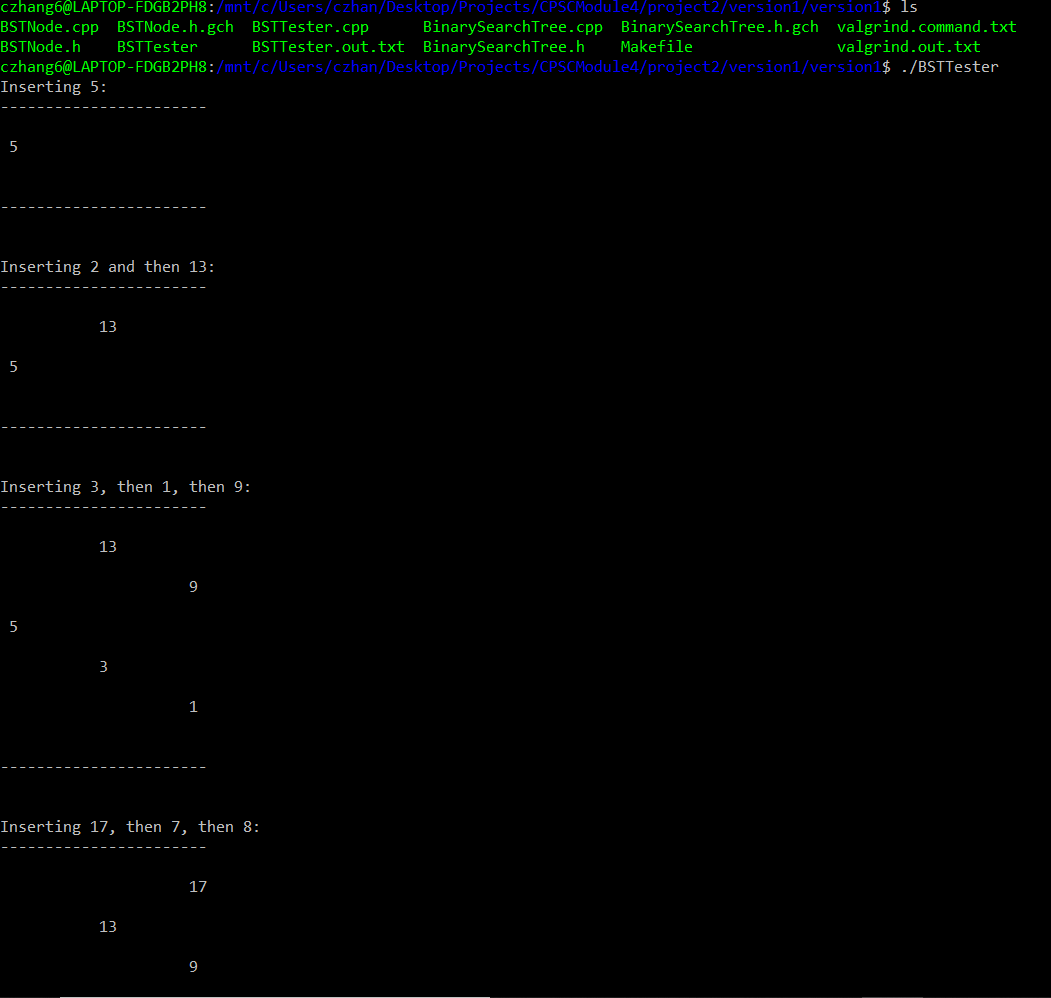 czhang6@LAPTOP-FDGB2PH8:/mnt/c/Users/czhan/Desktop/Projects/CPSCModule4/project2/version1/version1$ ls
BSTNode.cpp  BSTNode.h.gch  BSTTester.cpp      BinarySearchTree.cpp  BinarySearchTree.h.gch  valgrind.command.txt
BSTNode.h    BSTTester      BSTTester.out.txt  BinarySearchTree.h    Makefile                valgrind.out.txt
czhang6@LAPTOP-FDGB2PH8:/mnt/c/Users/czhan/Desktop/Projects/CPSCModule4/project2/version1/version1$ ./BSTTester
Inserting 5:
-----------------------
 5
-----------------------
Inserting 2 and then 13:
-----------------------
           13
 5
-----------------------
Inserting 3, then 1, then 9:
-----------------------
           13
                     9
 5
           3
                     1
-----------------------
Inserting 17, then 7, then 8:
-----------------------
                     17
           13
                     9